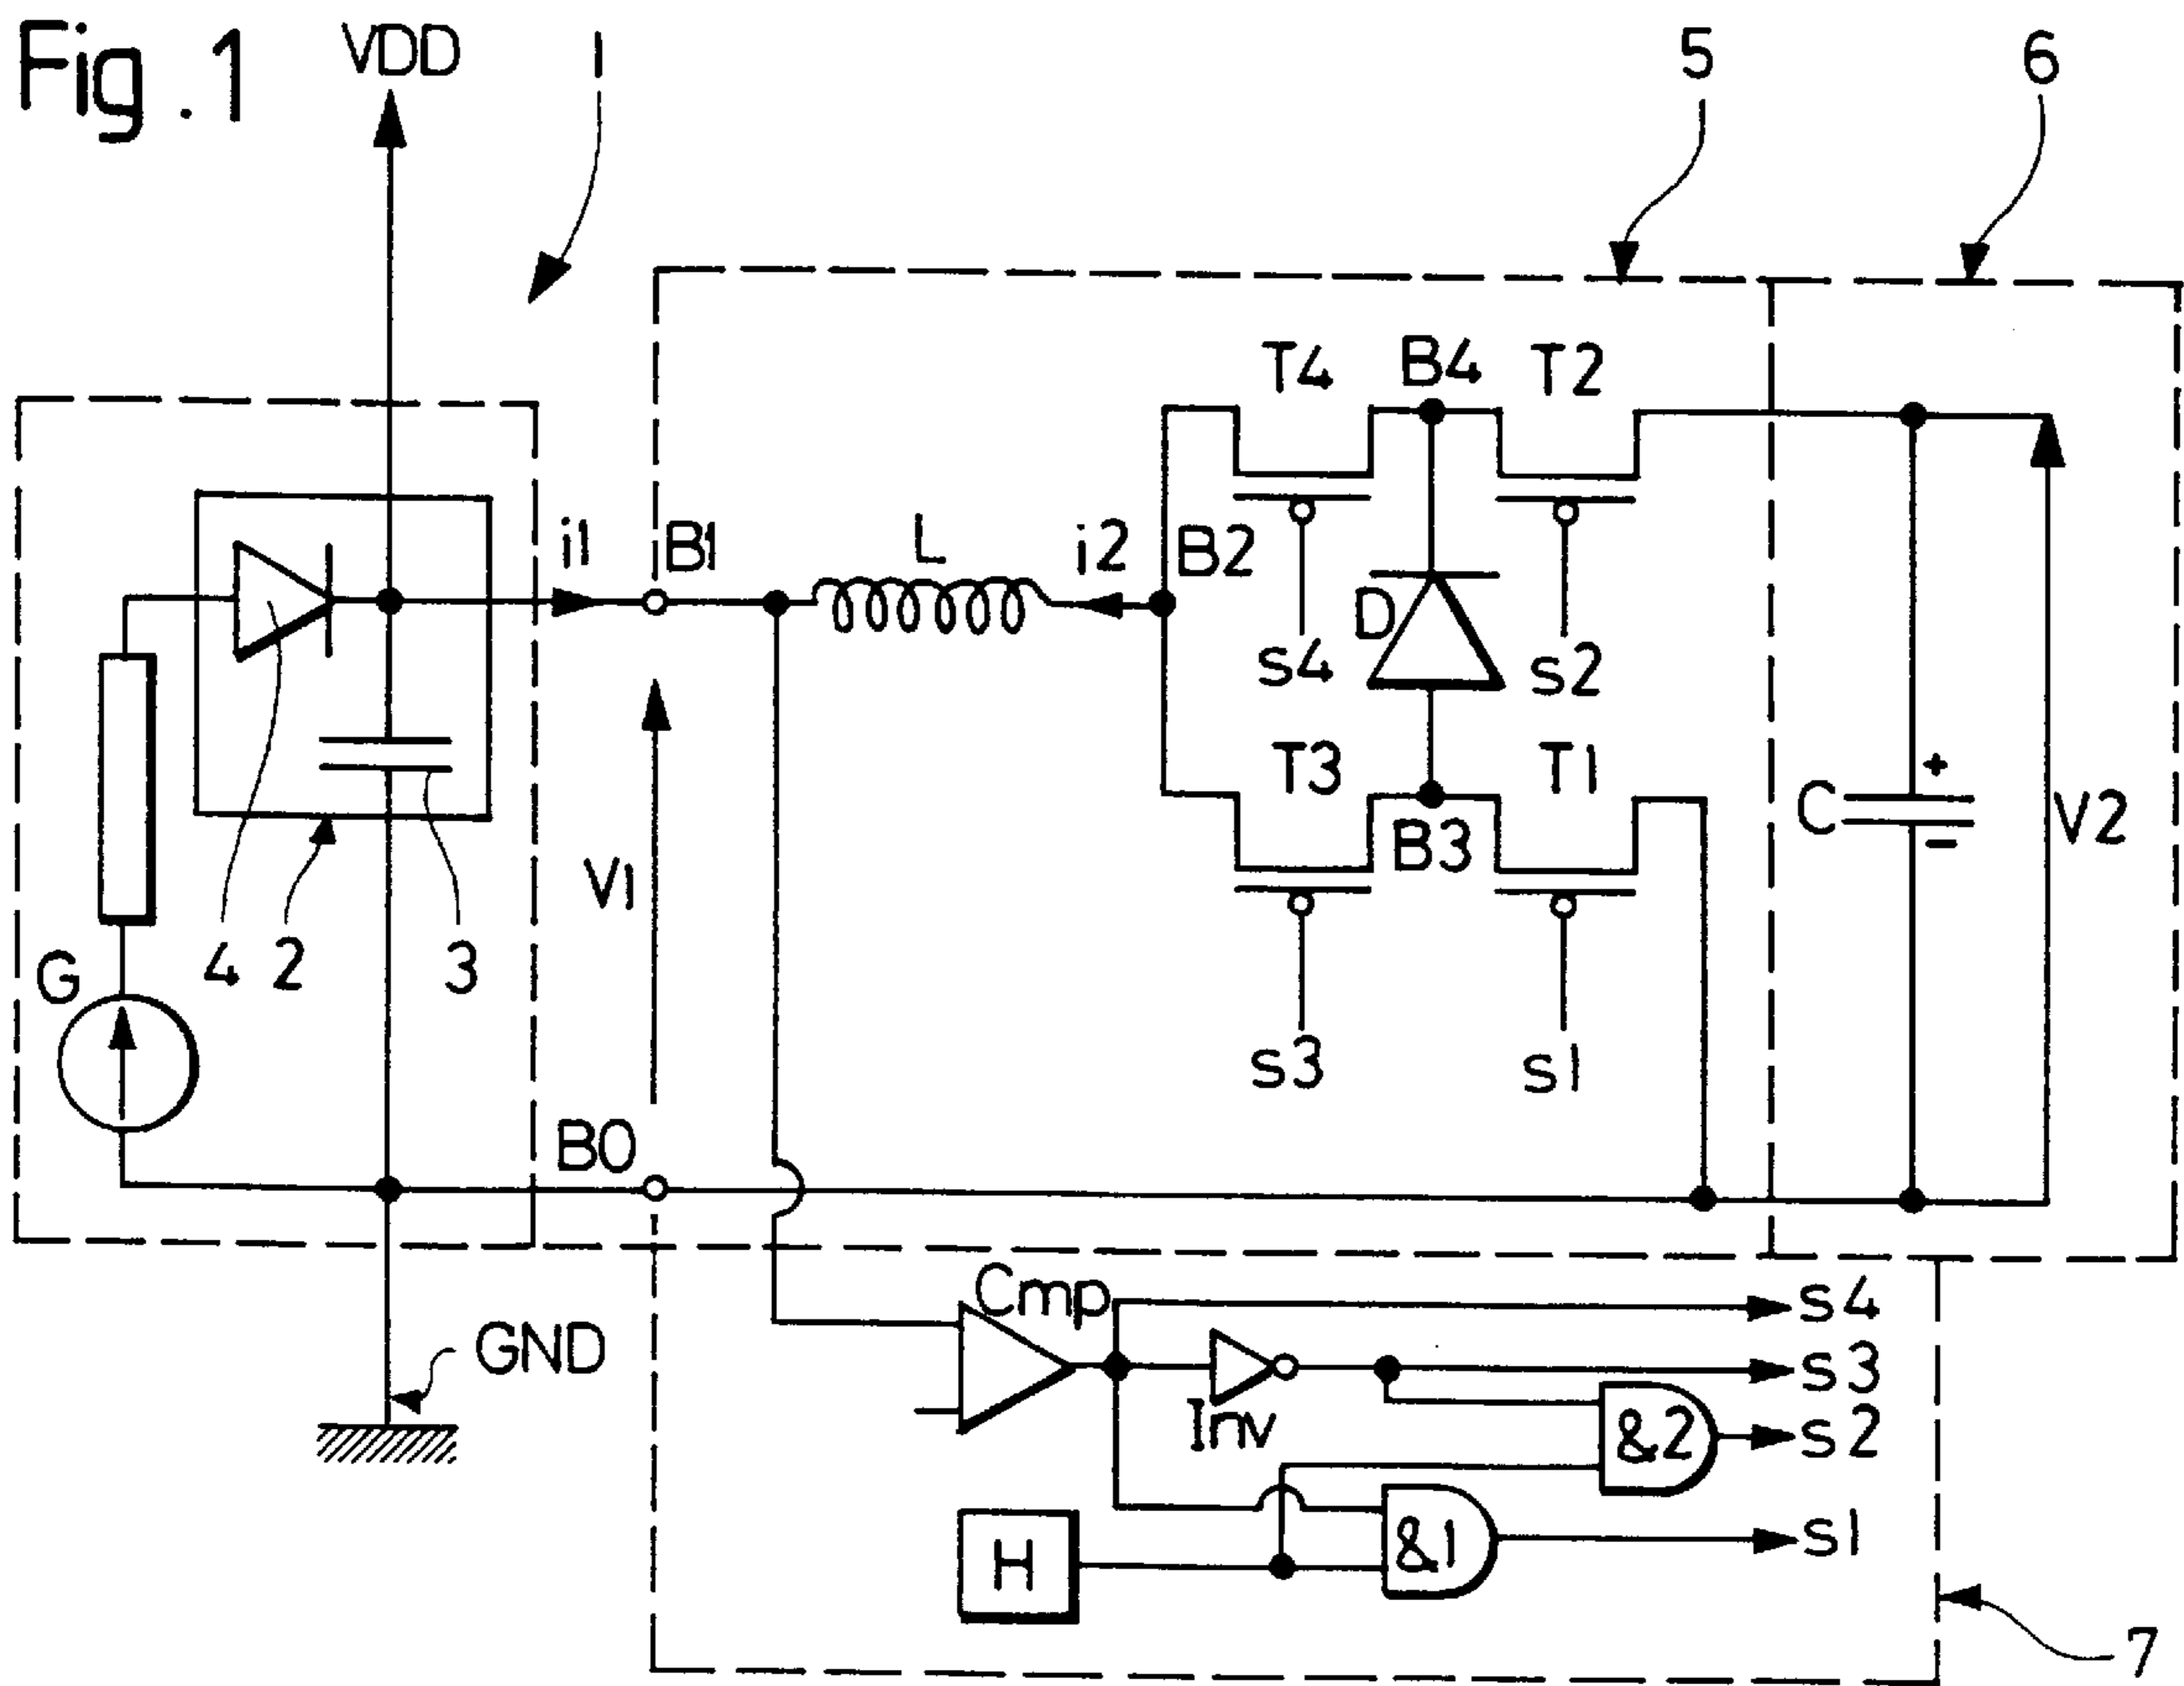 Fig.1
VDD
1
5
6
T4
B4
T2
i1
B1
L
i2
B2
s4
D
s2
T3
T1
C
+
-
V2
B3
V1
4
2
3
G
s3
s1
B0
Cmp
s4
GND
s3
Inv
&2
s2
H
&1
s1
7